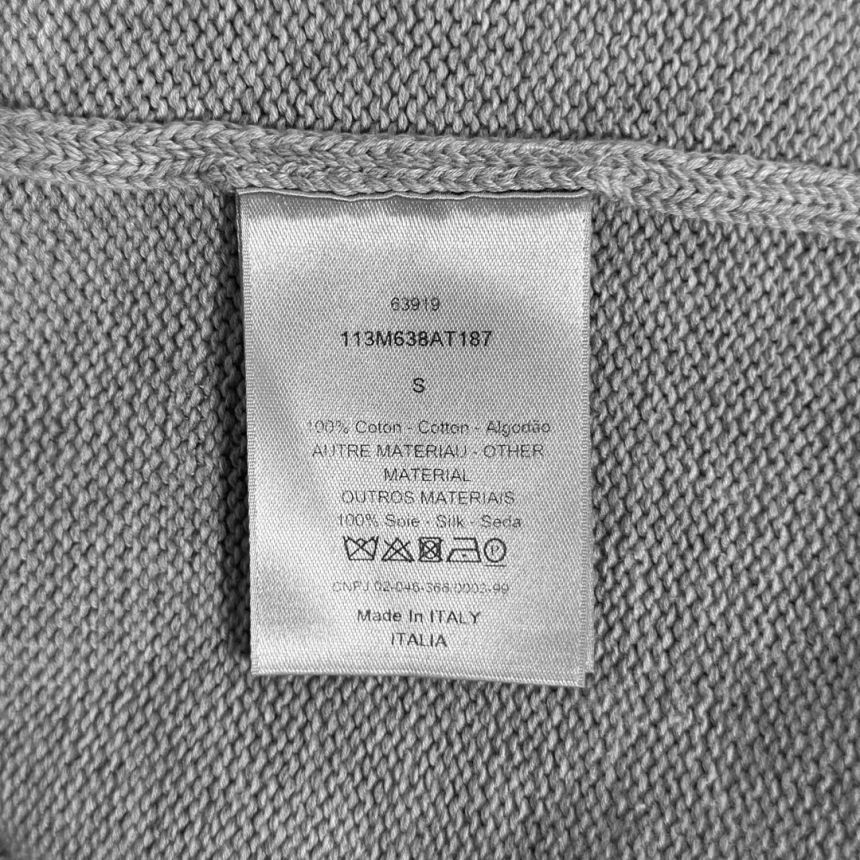 63919
113M638AT187
S
100% Coton - Cotton - Algodão
AUTRE MATERIAU - OTHER
MATERIAL
OUTROS MATERIAIS
100% Soie - Silk - Seda
P
CNPJ 02-046-366/0003-99
Made In ITALY
ITALIA